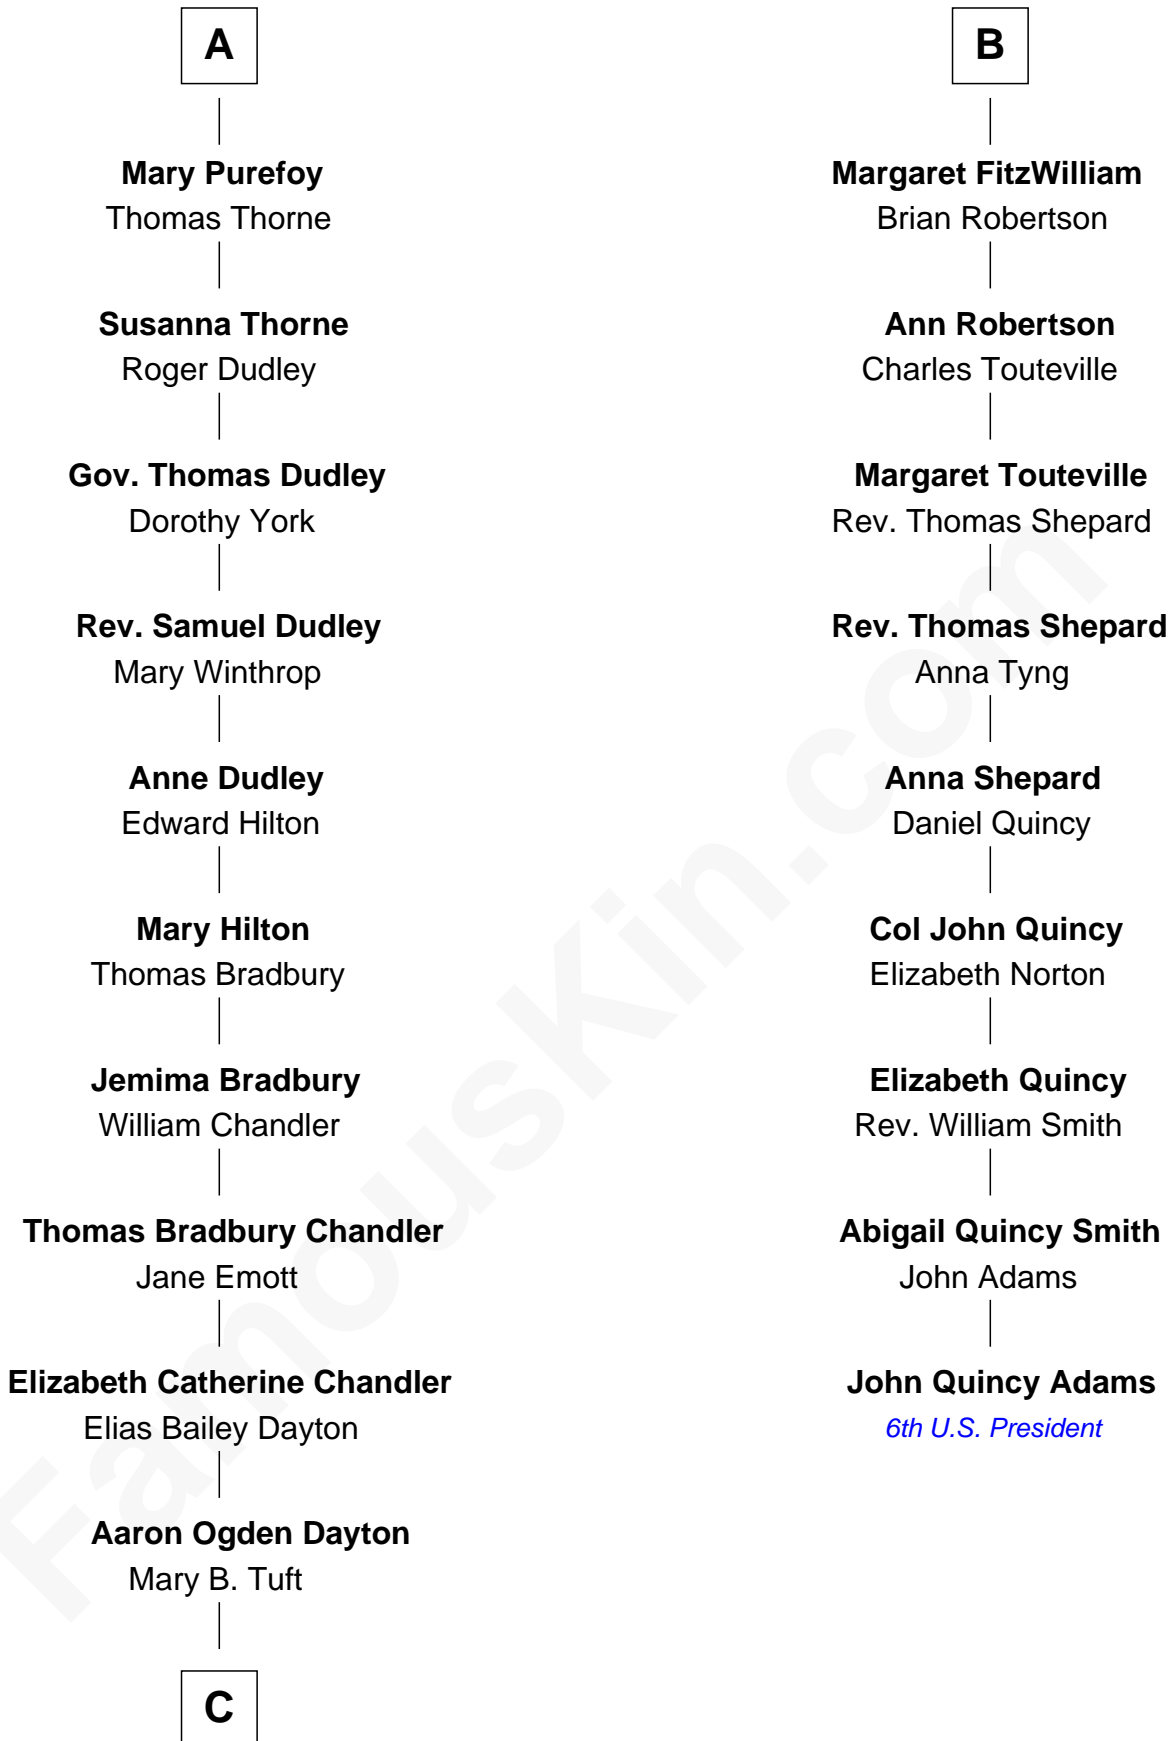 A
Mary Purefoy
Thomas Thorne
Susanna Thorne
Roger Dudley
Gov. Thomas Dudley
Dorothy York
Rev. Samuel Dudley
Mary Winthrop
Anne Dudley
Edward Hilton
Mary Hilton
Thomas Bradbury
Jemima Bradbury
William Chandler
Thomas Bradbury Chandler
Jane Emott
Elizabeth Catherine Chandler
Elias Bailey Dayton
Aaron Ogden Dayton
Mary B. Tuft
C
B
Margaret FitzWilliam
Brian Robertson
Ann Robertson
Charles Touteville
Margaret Touteville
Rev. Thomas Shepard
Rev. Thomas Shepard
Anna Tyng
Anna Shepard
Daniel Quincy
Col John Quincy
Elizabeth Norton
Elizabeth Quincy
Rev. William Smith
Abigail Quincy Smith
John Adams
John Quincy Adams
6th U.S. President
FamousKin.com